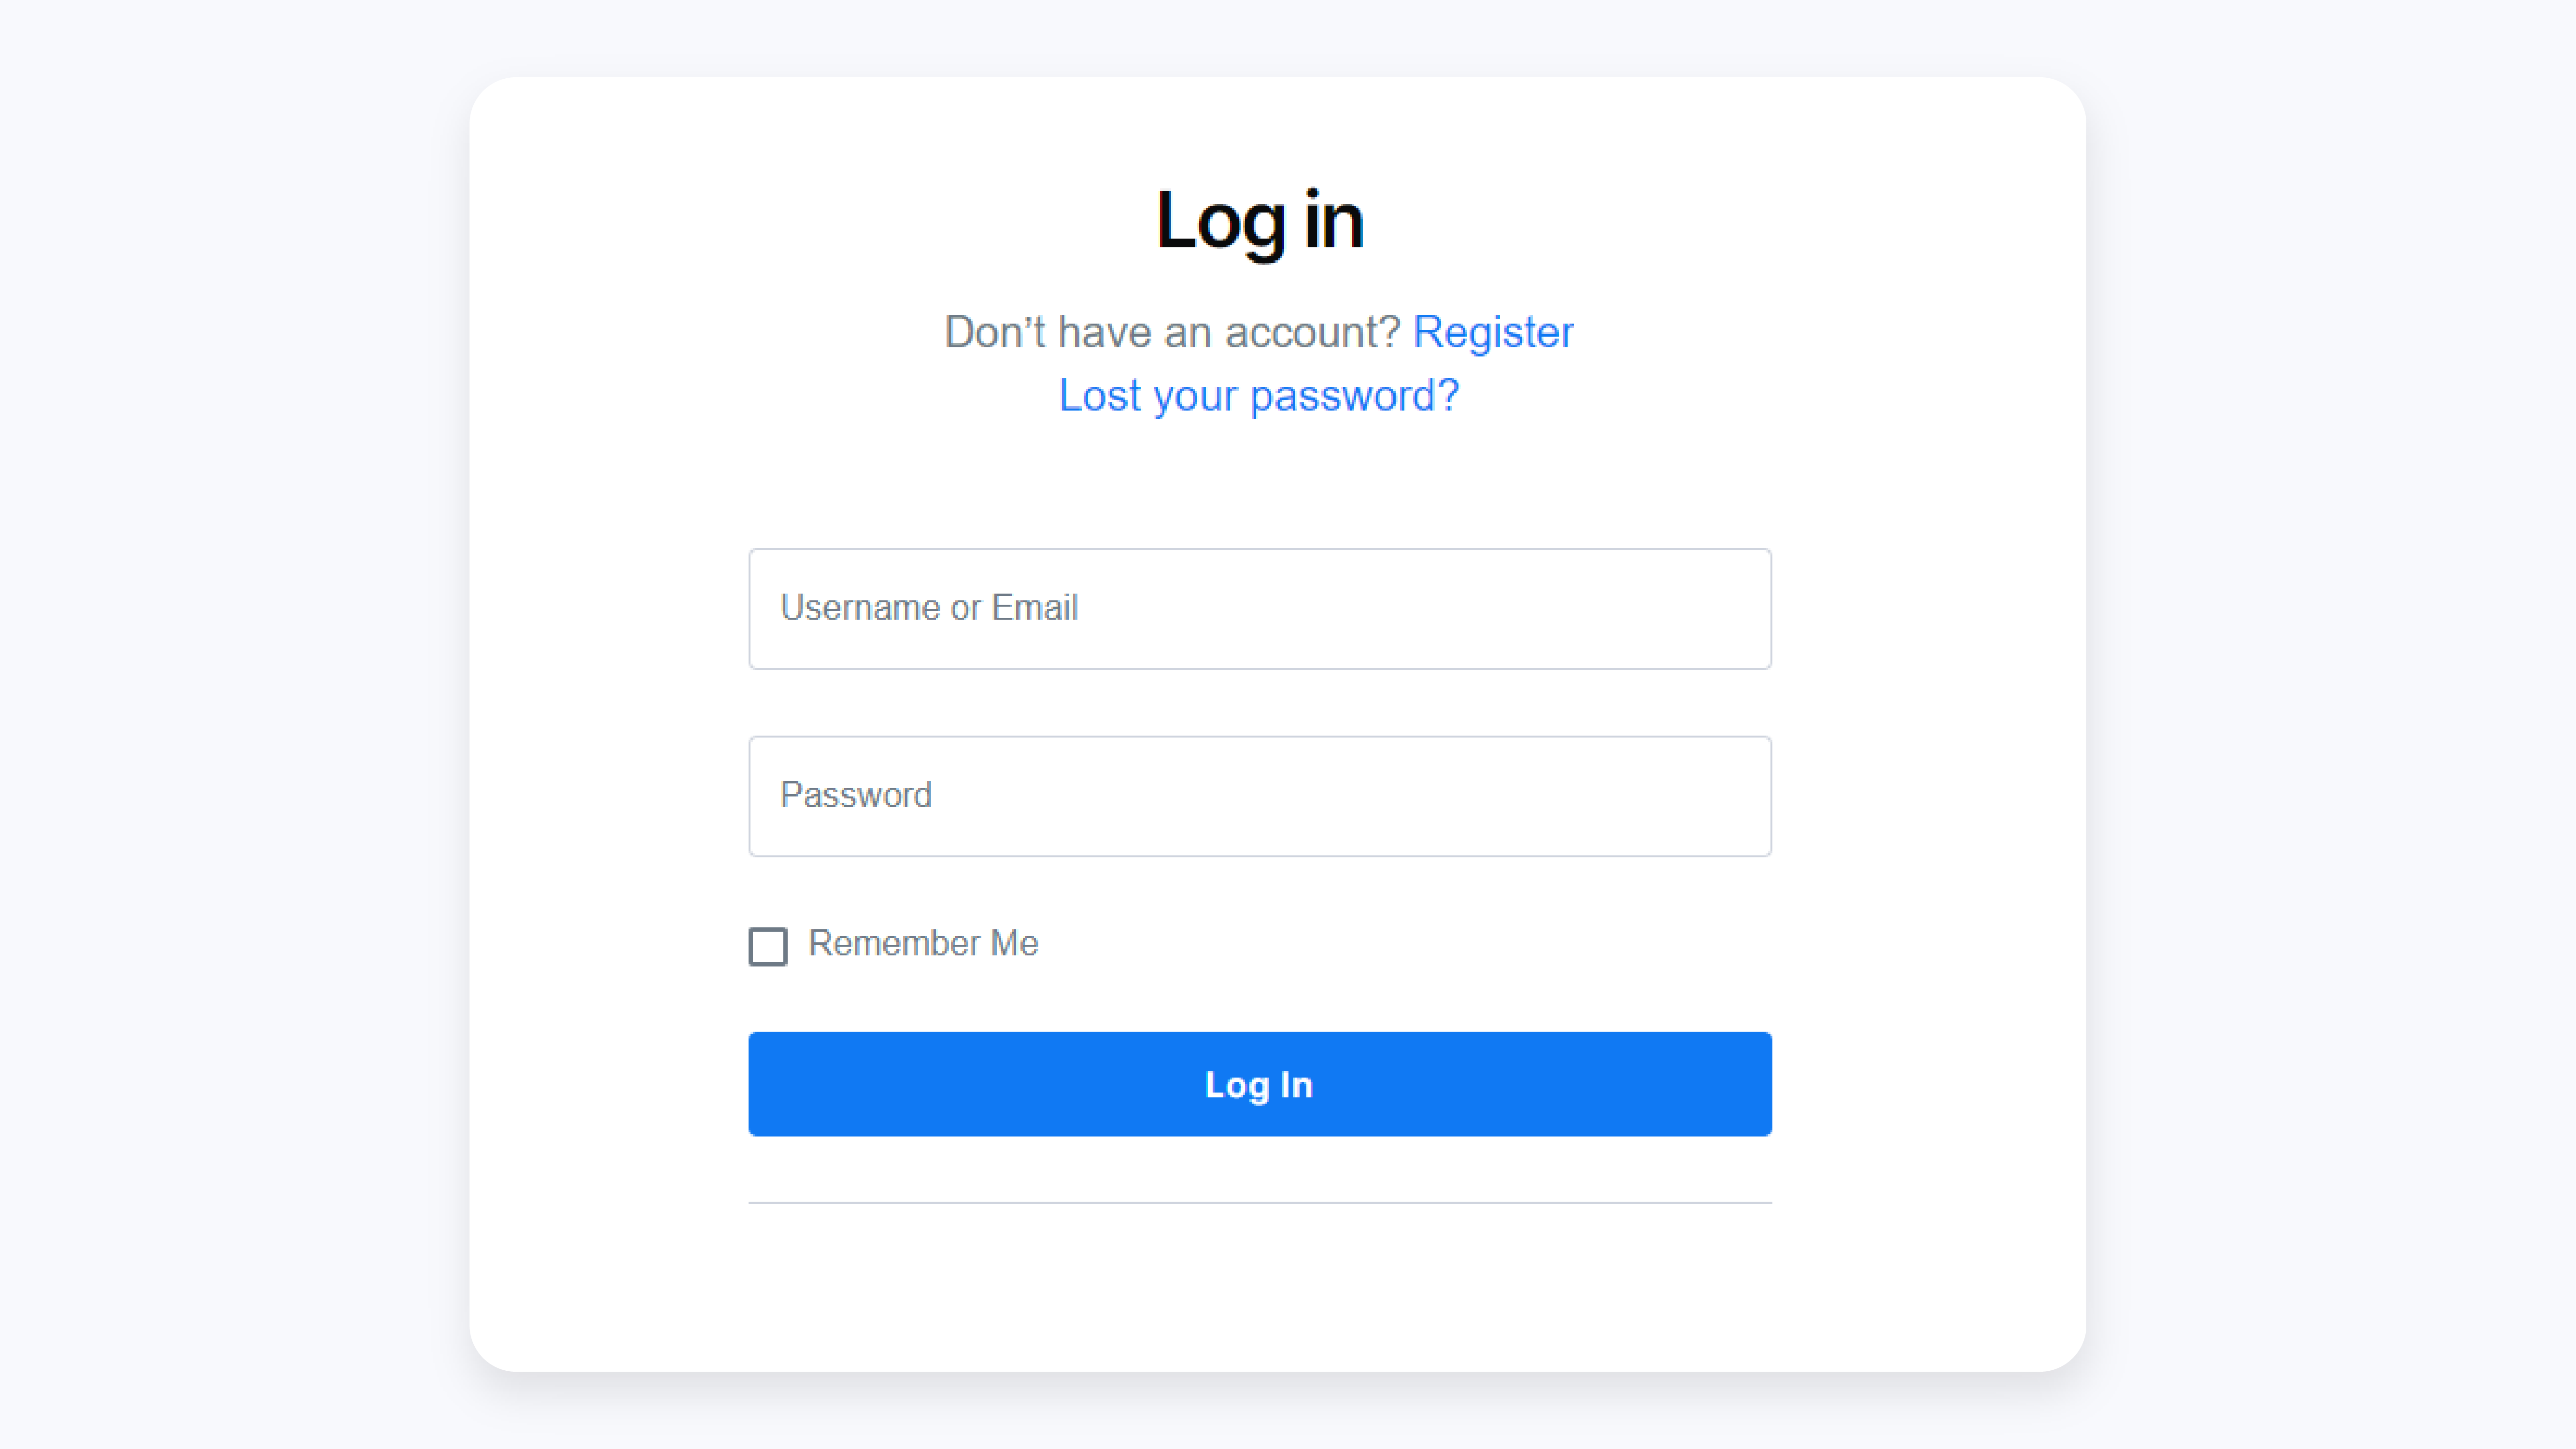 Log in
Don’t have an account? Register
Lost your password?
Username or Email
Password
Remember Me
Log In